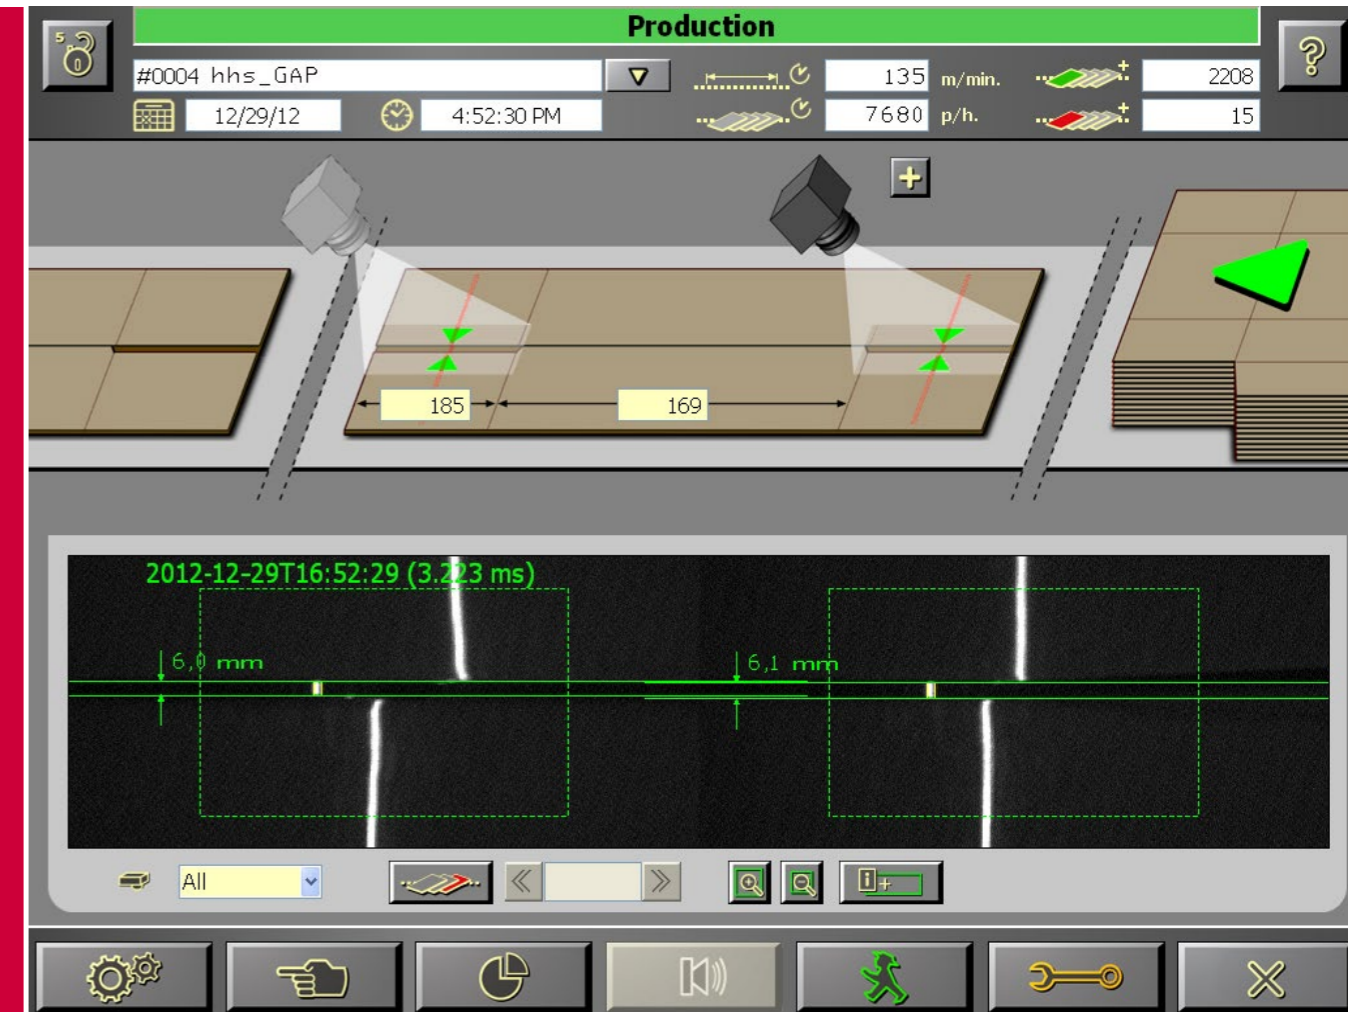 Production
5
#0004 hhs_GAP
135 m/min.
2208
12/29/12
4:52:30 PM
7680 p/h.
15
185
169
2012-12-29T16:52:29 (3.223 ms)
6,0 mm
6,1 mm
All